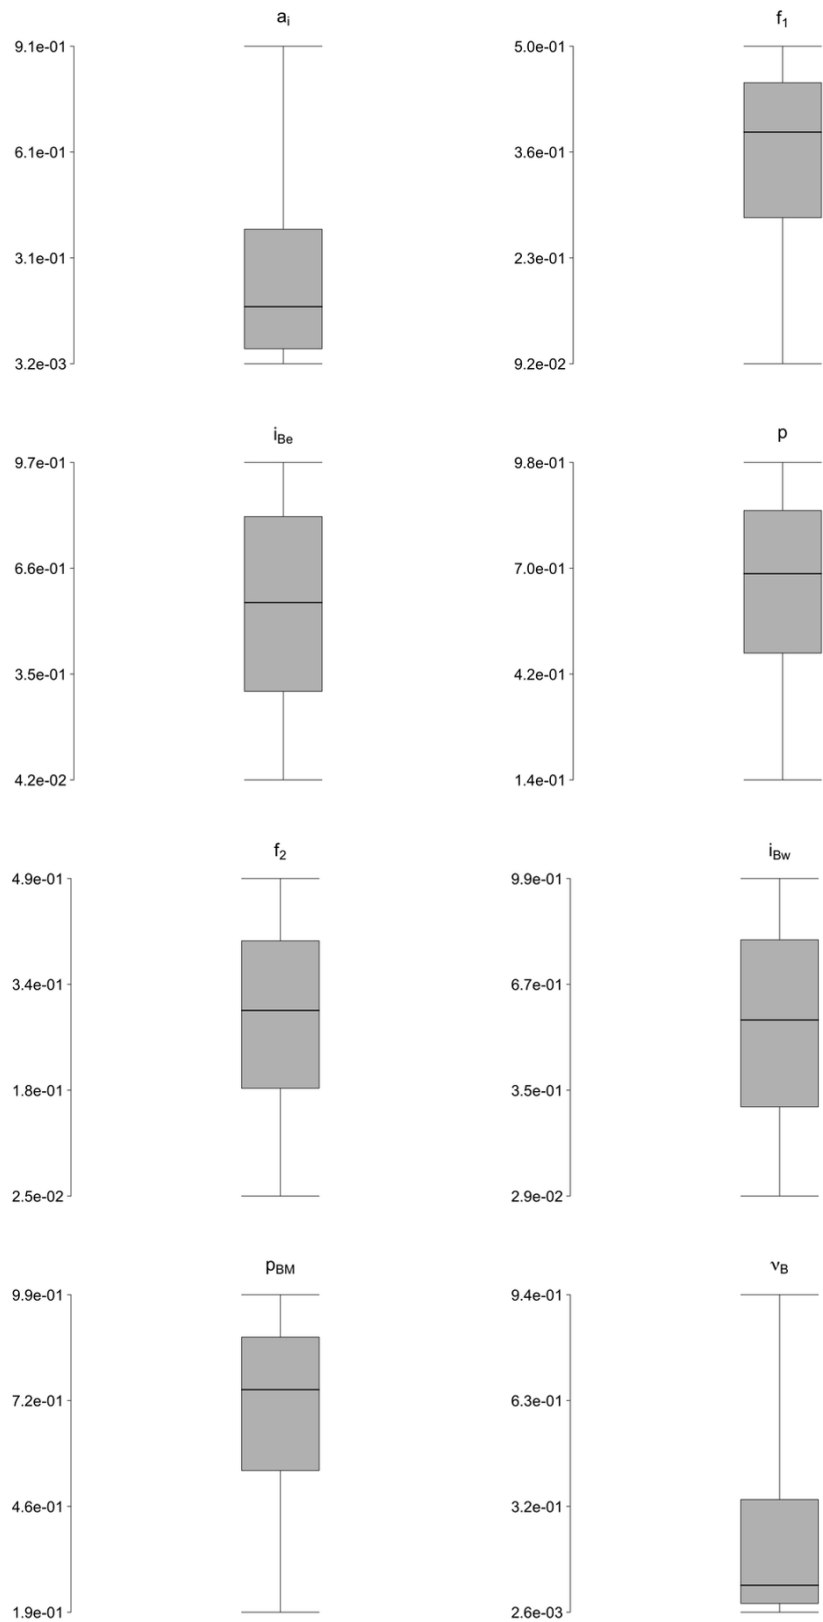 a_i
9.1e-01
6.1e-01
3.1e-01
3.2e-03
f_1
5.0e-01
3.6e-01
2.3e-01
9.2e-02
i_Be
9.7e-01
6.6e-01
3.5e-01
4.2e-02
p
9.8e-01
7.0e-01
4.2e-01
1.4e-01
f_2
4.9e-01
3.4e-01
1.8e-01
2.5e-02
i_Bw
9.9e-01
6.7e-01
3.5e-01
2.9e-02
p_BM
9.9e-01
7.2e-01
4.6e-01
1.9e-01
ν_B
9.4e-01
6.3e-01
3.2e-01
2.6e-03